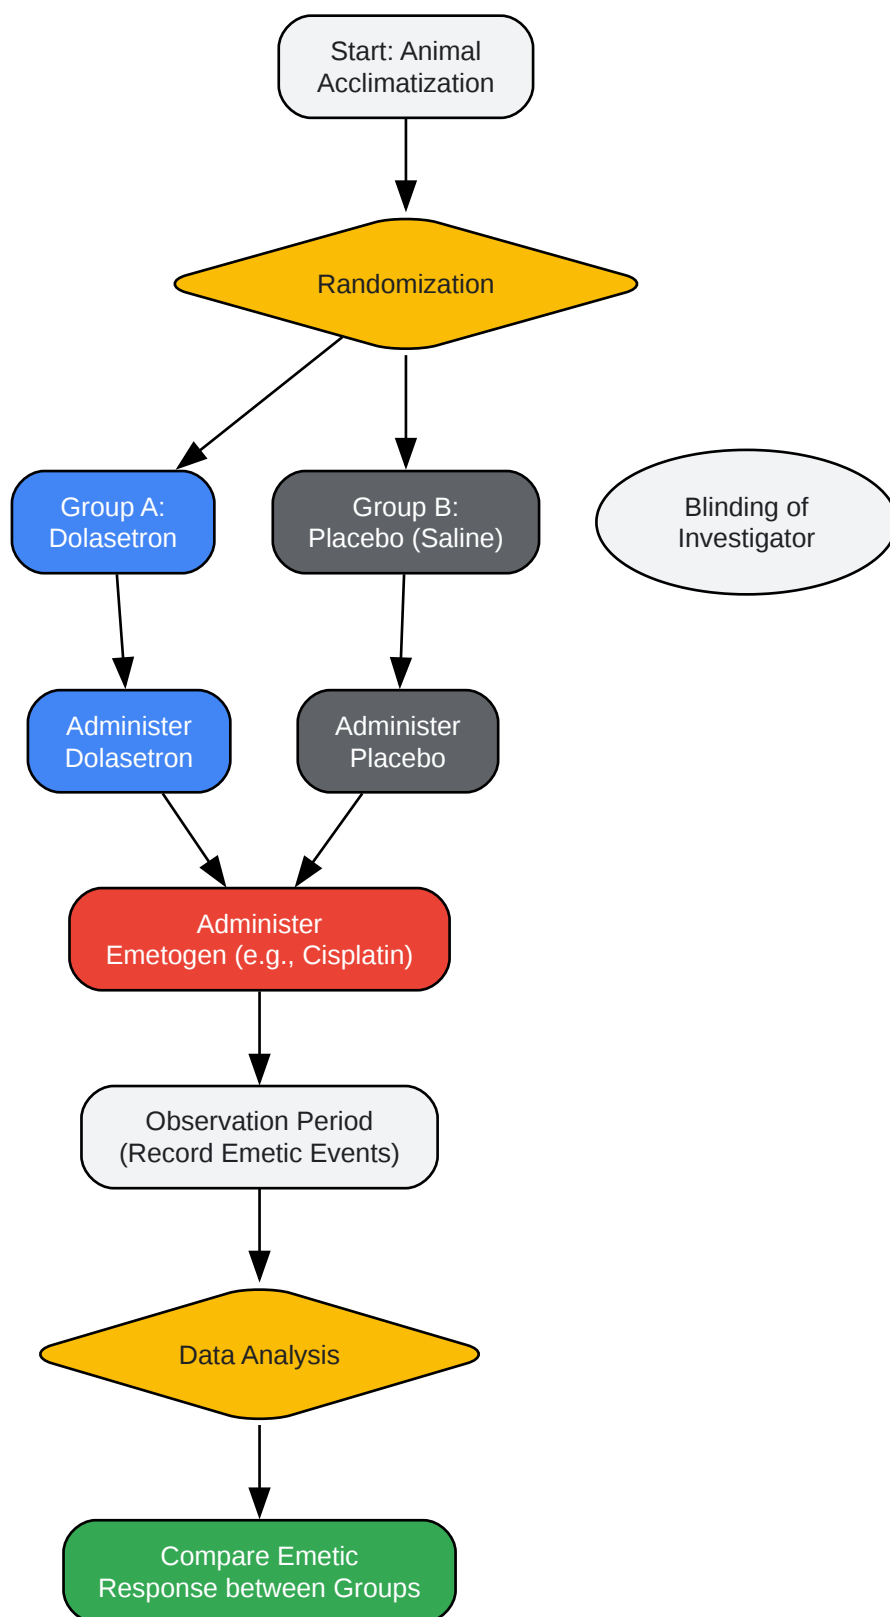 Start: Animal
Acclimatization
Randomization
Group A:
Dolasetron
Group B:
Placebo (Saline)
Blinding of
Investigator
Administer
Dolasetron
Administer
Placebo
Administer
Emetogen (e.g., Cisplatin)
Observation Period
(Record Emetic Events)
Data Analysis
Compare Emetic
Response between Groups